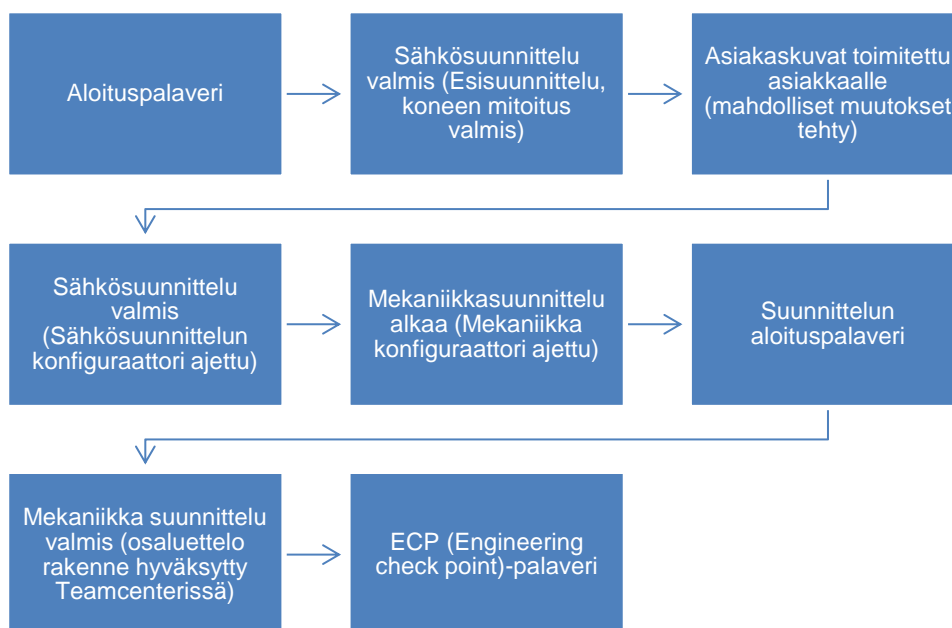 Aloituspalaveri
Sähkösuunnittelu
valmis (Esisuunnittelu,
koneen mitoitus
valmis)
Asiakaskuvat toimitettu
asiakkaalle
(mahdolliset muutokset
tehty)
Sähkösuunnittelu
valmis
(Sähkösuunnittelun
konfiguraattori ajettu)
Mekaniikkasuunnittelu
alkaa (Mekaniikka
konfiguraattori ajettu)
Suunnittelun
aloituspalaveri
Mekaniikka suunnittelu
valmis (osaluettelo
rakenne hyväksytty
Teamcenterissä)
ECP (Engineering
check point)-palaveri